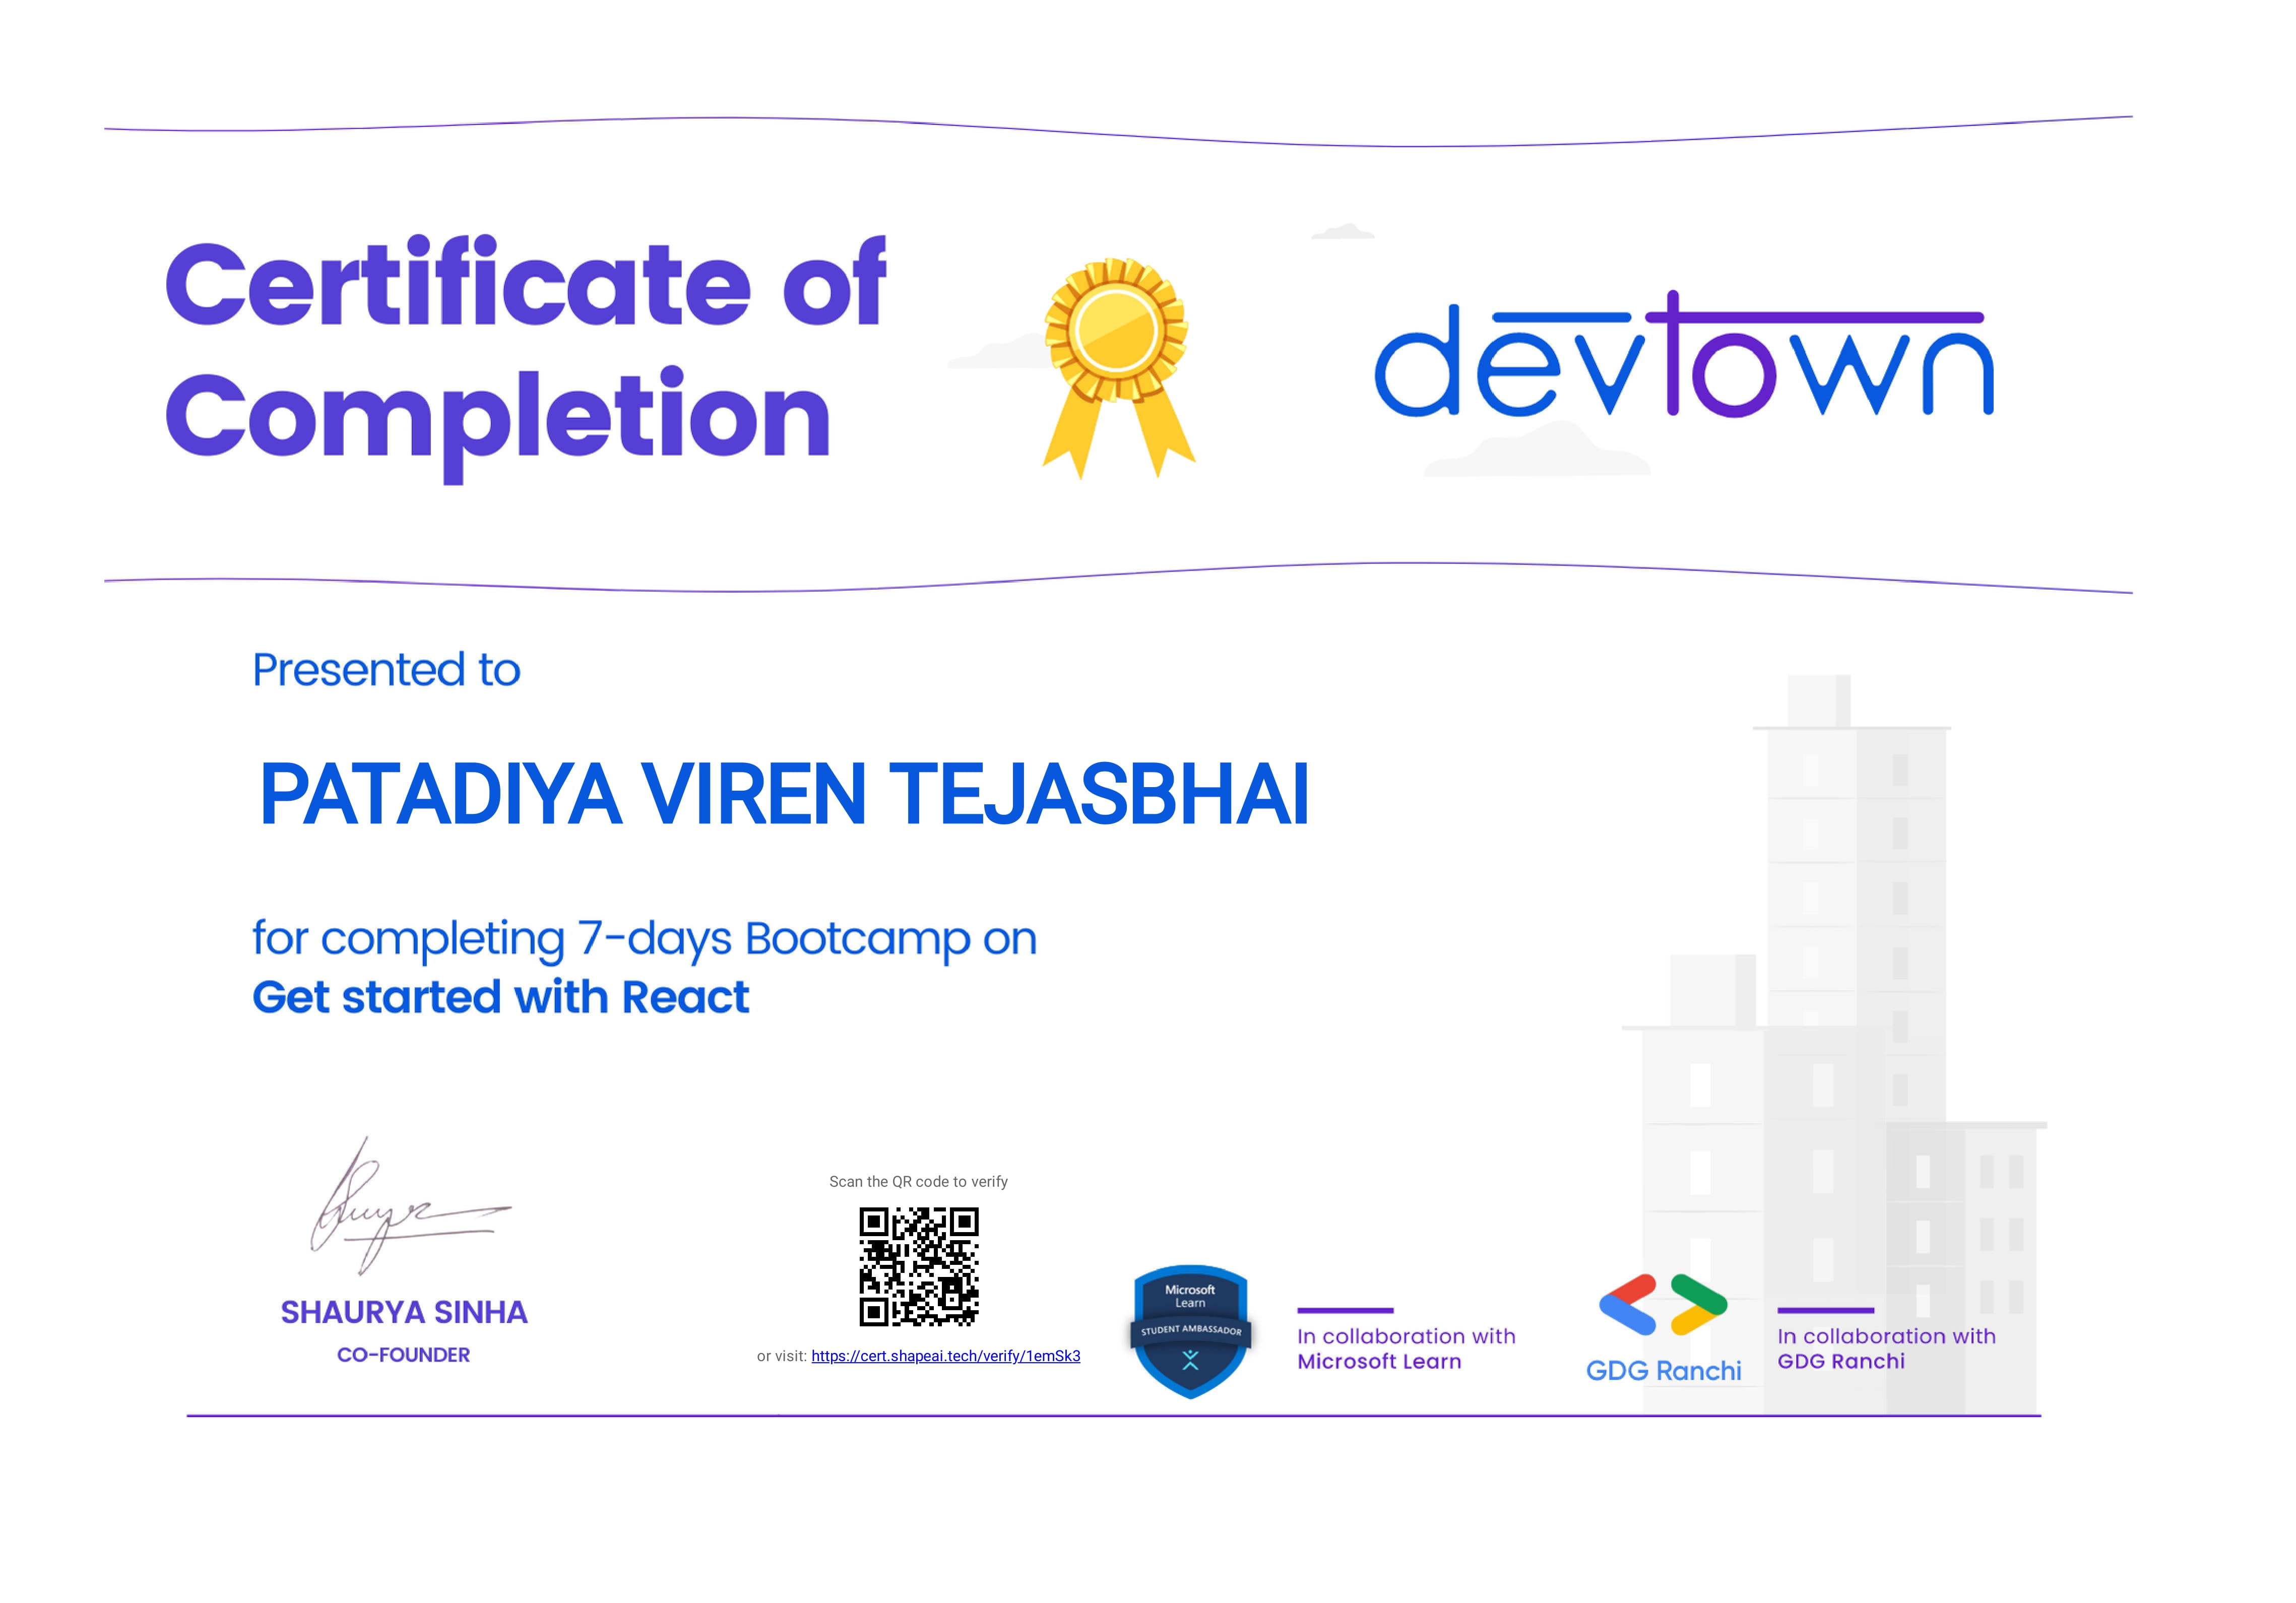 Certificate of
Completion
devtown
Presented to
PATADIYA VIREN TEJASBHAI
for completing 7-days Bootcamp on
Get started with React
SHAURYA SINHA
CO-FOUNDER
Scan the QR code to verify
or visit: https://cert.shapeai.tech/verify/1emSk3
Microsoft
Learn
STUDENT AMBASSADOR
In collaboration with
Microsoft Learn
GDG Ranchi
In collaboration with
GDG Ranchi